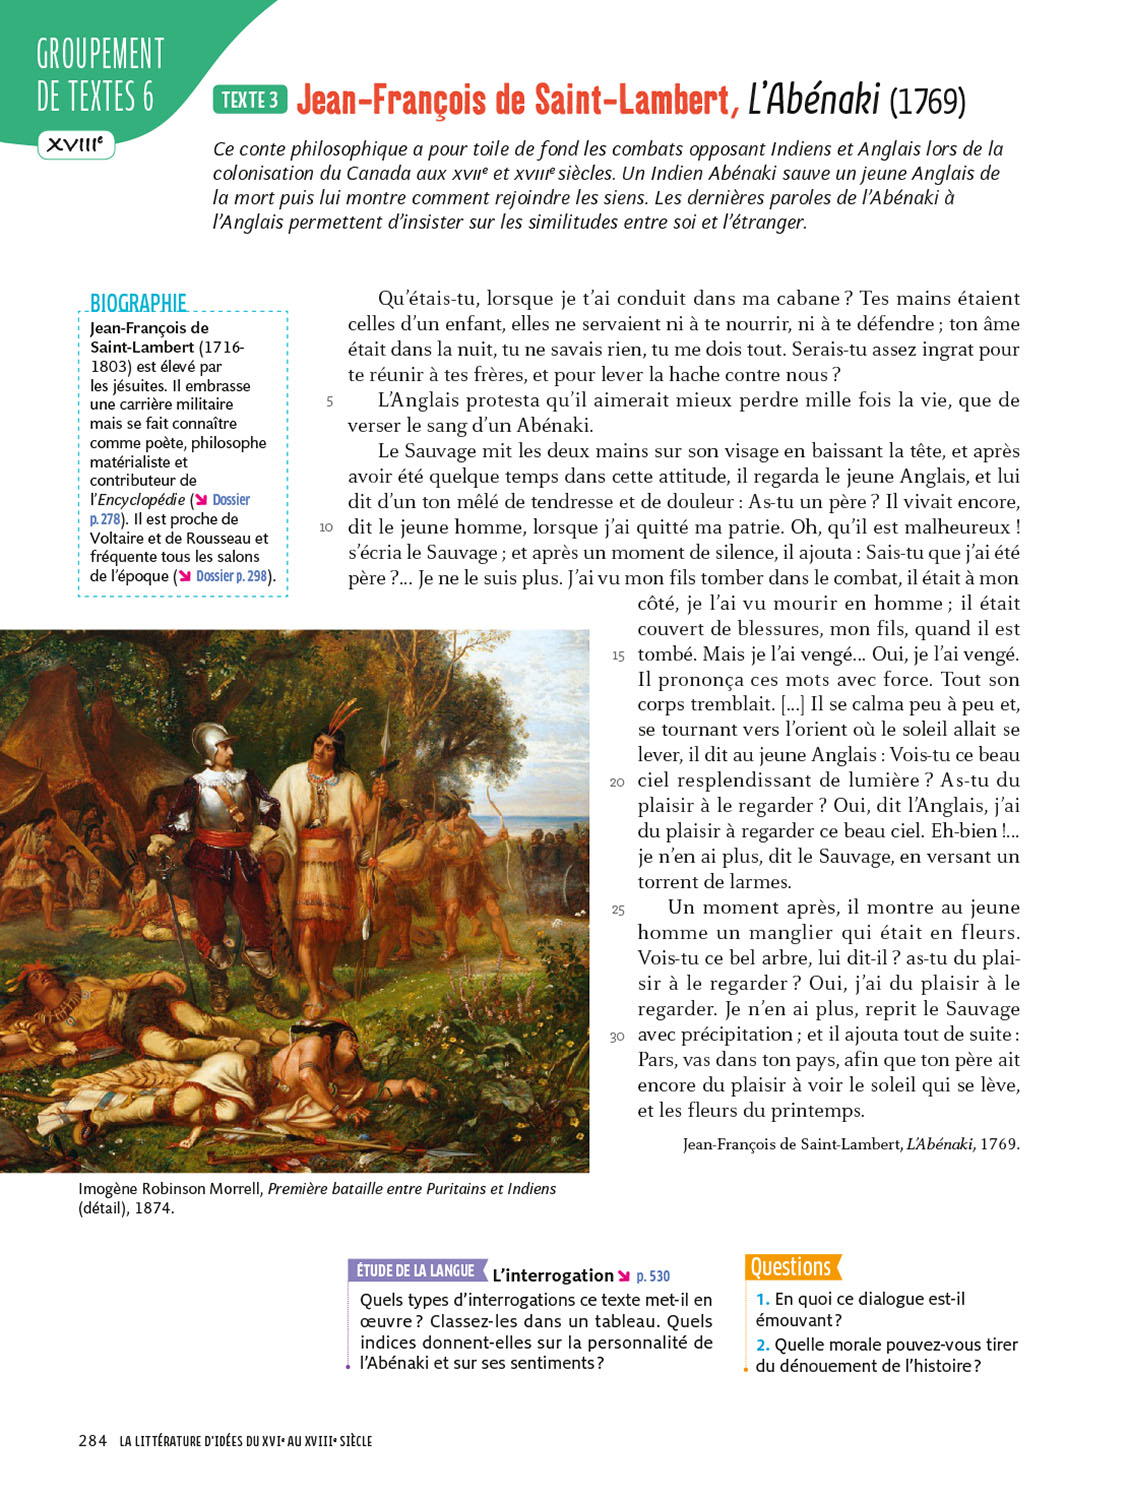 GROUPEMENT
DE TEXTES 6
XVIIIe
TEXTE 3 Jean-François de Saint-Lambert, L’Abénaki (1769)
Ce conte philosophique a pour toile de fond les combats opposant Indiens et Anglais lors de la
colonisation du Canada aux XVIIe et XVIIIe siècles. Un Indien Abénaki sauve un jeune Anglais de
la mort puis lui montre comment rejoindre les siens. Les dernières paroles de l’Abénaki à
l’Anglais permettent d’insister sur les similitudes entre soi et l’étranger.
BIOGRAPHIE
Jean-François de
Saint-Lambert (1716-
1803) est élevé par
les jésuites. Il embrasse
une carrière militaire
mais se fait connaître
comme poète, philosophe
matérialiste et
contributeur de
l’Encyclopédie (➘ Dossier
p. 278). Il est proche de
Voltaire et de Rousseau et
fréquente tous les salons
de l’époque (➘ Dossier p. 298).
Qu’étais-tu, lorsque je t’ai conduit dans ma cabane ? Tes mains étaient
celles d’un enfant, elles ne servaient ni à te nourrir, ni à te défendre ; ton âme
était dans la nuit, tu ne savais rien, tu me dois tout. Serais-tu assez ingrat pour
te réunir à tes frères, et pour lever la hache contre nous ?
5 L’Anglais protesta qu’il aimerait mieux perdre mille fois la vie, que de
verser le sang d’un Abénaki.
Le Sauvage mit les deux mains sur son visage en baissant la tête, et après
avoir été quelque temps dans cette attitude, il regarda le jeune Anglais, et lui
dit d’un ton mêlé de tendresse et de douleur : As-tu un père ? Il vivait encore,
10 dit le jeune homme, lorsque j’ai quitté ma patrie. Oh, qu’il est malheureux !
s’écria le Sauvage ; et après un moment de silence, il ajouta : Sais-tu que j’ai été
père ?... Je ne le suis plus. J’ai vu mon fils tomber dans le combat, il était à mon
côté, je l’ai vu mourir en homme ; il était
couvert de blessures, mon fils, quand il est
15 tombé. Mais je l’ai vengé... Oui, je l’ai vengé.
Il prononça ces mots avec force. Tout son
corps tremblait. [...] Il se calma peu à peu et,
se tournant vers l’orient où le soleil allait se
lever, il dit au jeune Anglais : Vois-tu ce beau
20 ciel resplendissant de lumière ? As-tu du
plaisir à le regarder ? Oui, dit l’Anglais, j’ai
du plaisir à regarder ce beau ciel. Eh-bien !...
je n’en ai plus, dit le Sauvage, en versant un
torrent de larmes.
25 Un moment après, il montre au jeune
homme un manglier qui était en fleurs.
Vois-tu ce bel arbre, lui dit-il ? as-tu du plai-
sir à le regarder ? Oui, j’ai du plaisir à le
regarder. Je n’en ai plus, reprit le Sauvage
30 avec précipitation ; et il ajouta tout de suite :
Pars, vas dans ton pays, afin que ton père ait
encore du plaisir à voir le soleil qui se lève,
et les fleurs du printemps.
Jean-François de Saint-Lambert, L’Abénaki, 1769.
Imogène Robinson Morrell, Première bataille entre Puritains et Indiens
(détail), 1874.
ÉTUDE DE LA LANGUE L’interrogation ➘ p. 530
Quels types d’interrogations ce texte met-il en
œuvre ? Classez-les dans un tableau. Quels
indices donnent-elles sur la personnalité de
l’Abénaki et sur ses sentiments ?
Questions
1. En quoi ce dialogue est-il
émouvant ?
2. Quelle morale pouvez-vous tirer
du dénouement de l’histoire ?
284 LA LITTÉRATURE D’IDÉES DU XVIe AU XVIIIe SIÈCLE